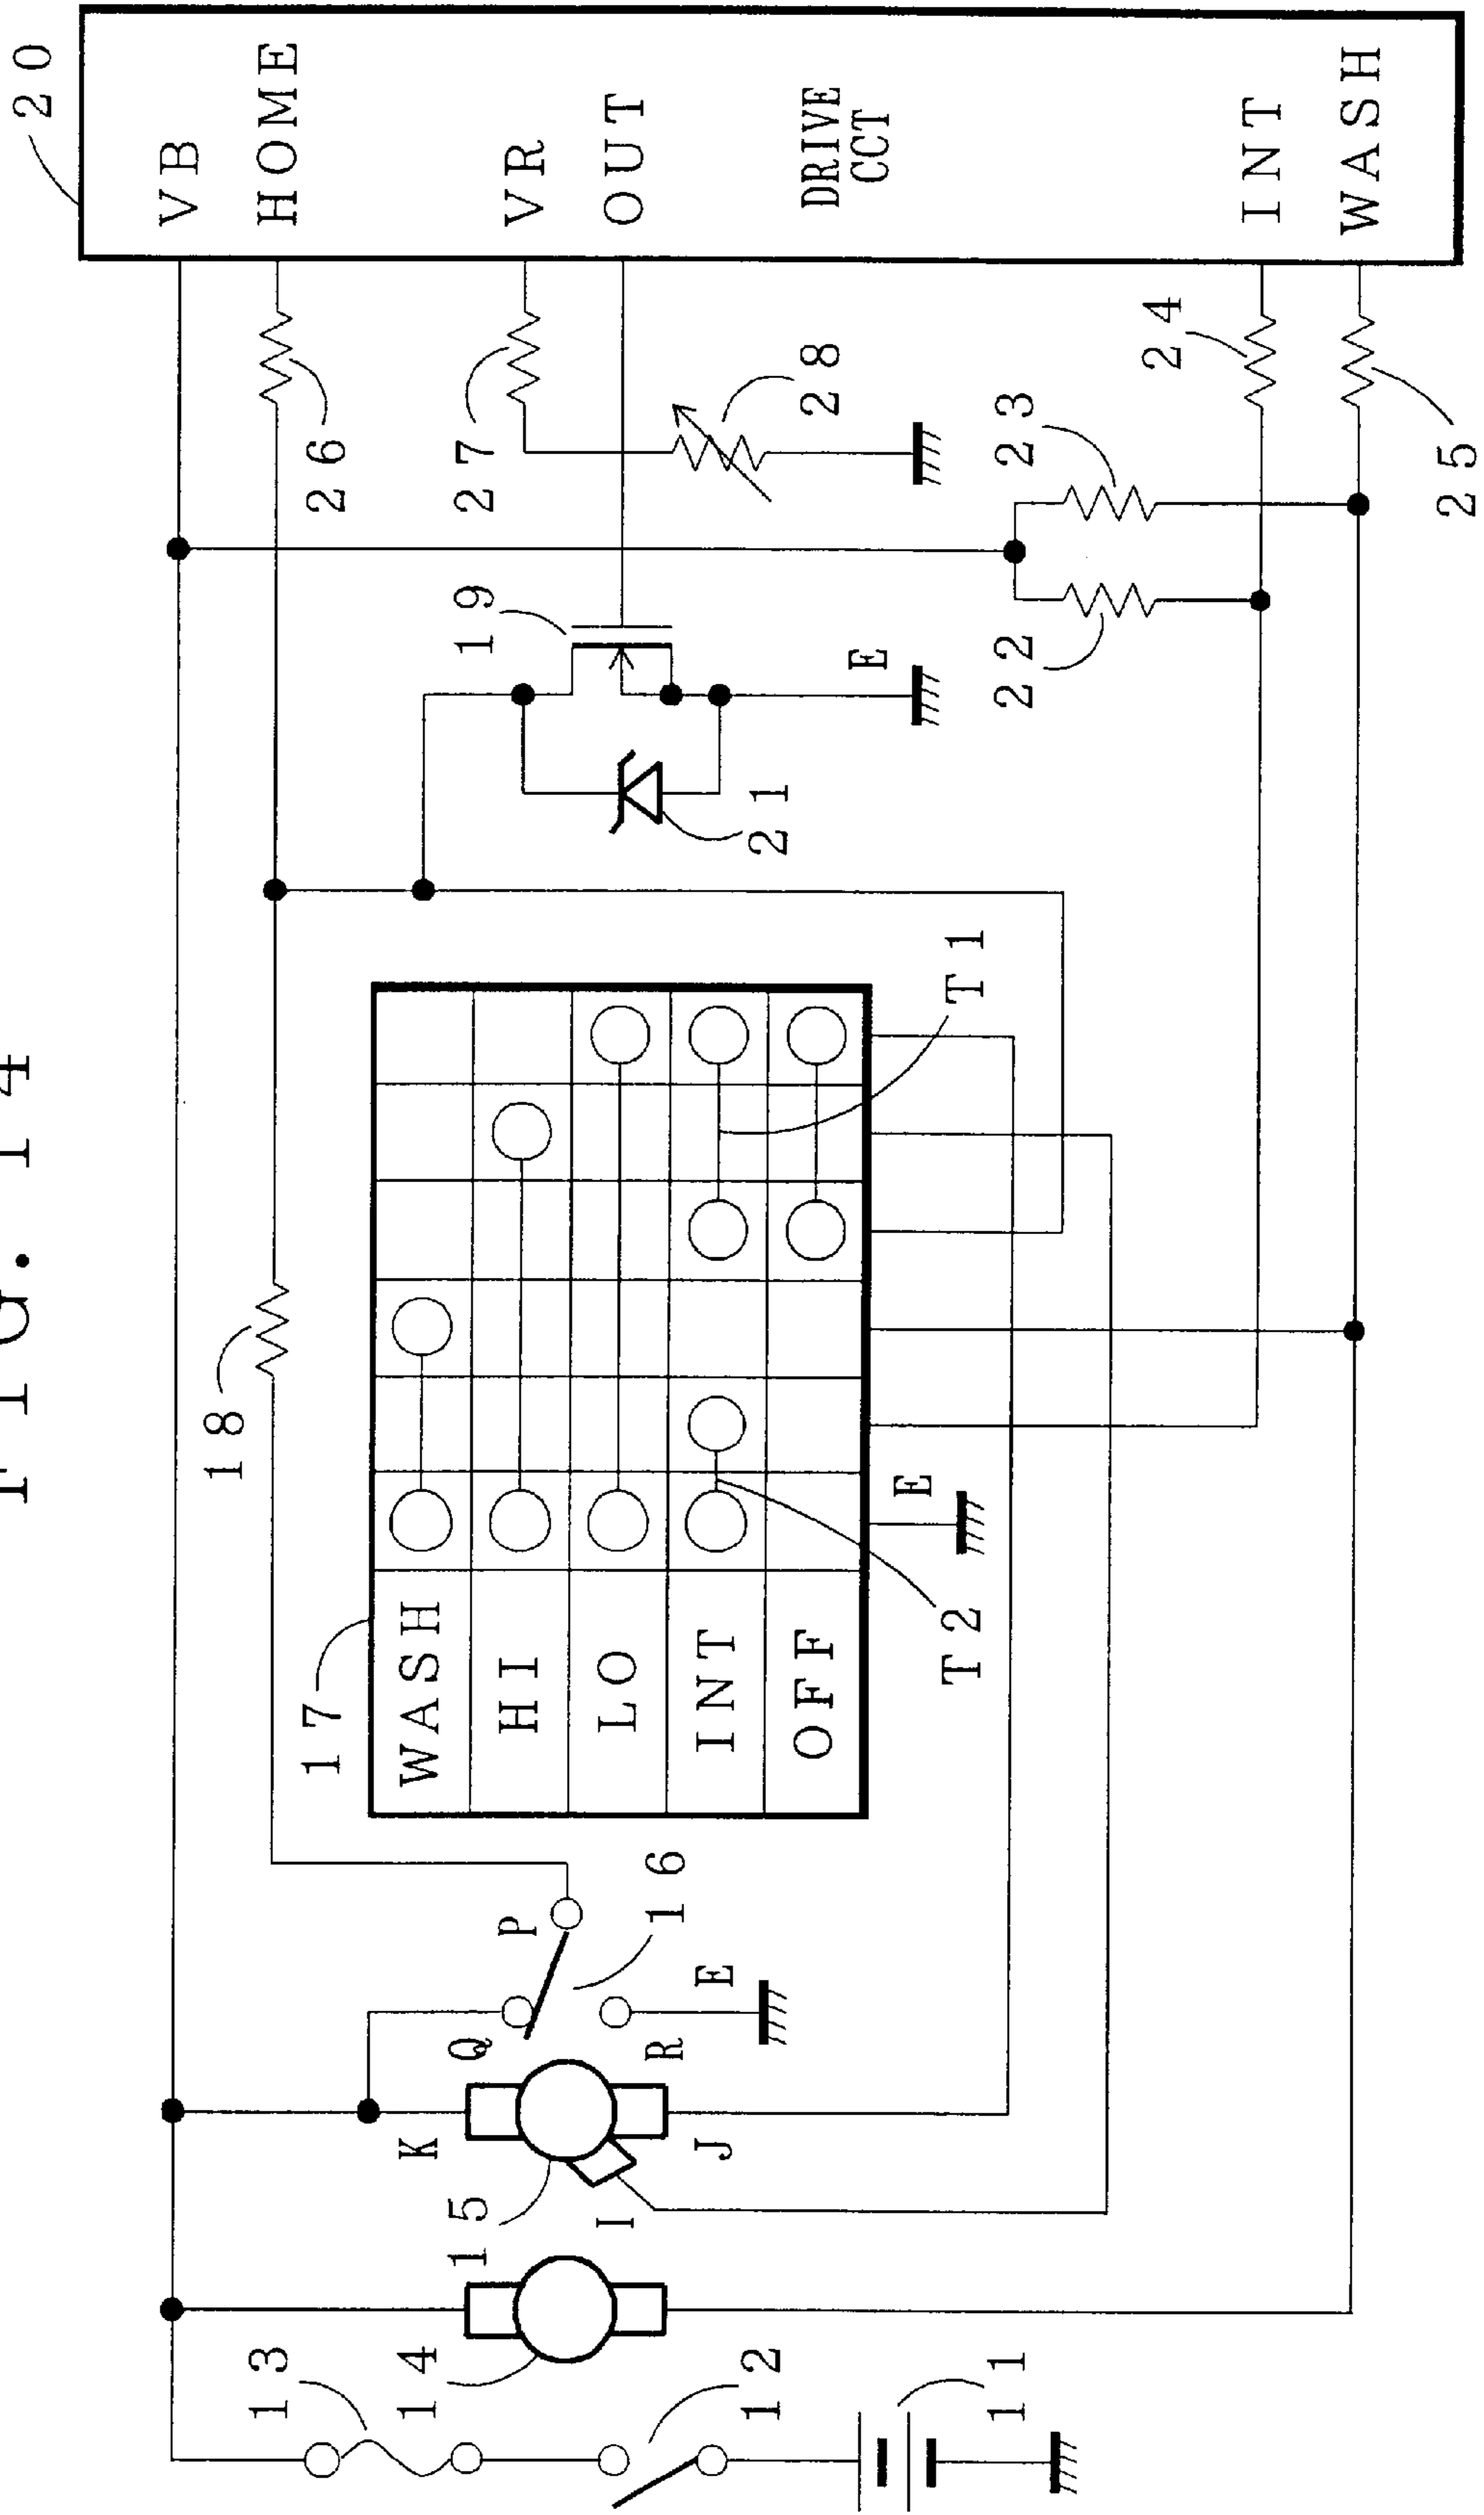 FIG. 14
20
VB
HOME
VR
OUT
DRIVE
CCT
INT
WASH
26
27
28
24
23
25
19
E
22
21
T1
18
17
WASH
HI
LO
INT
OFF
E
T2
P
16
Q
R
E
K
J
15
I
13
14
12
11